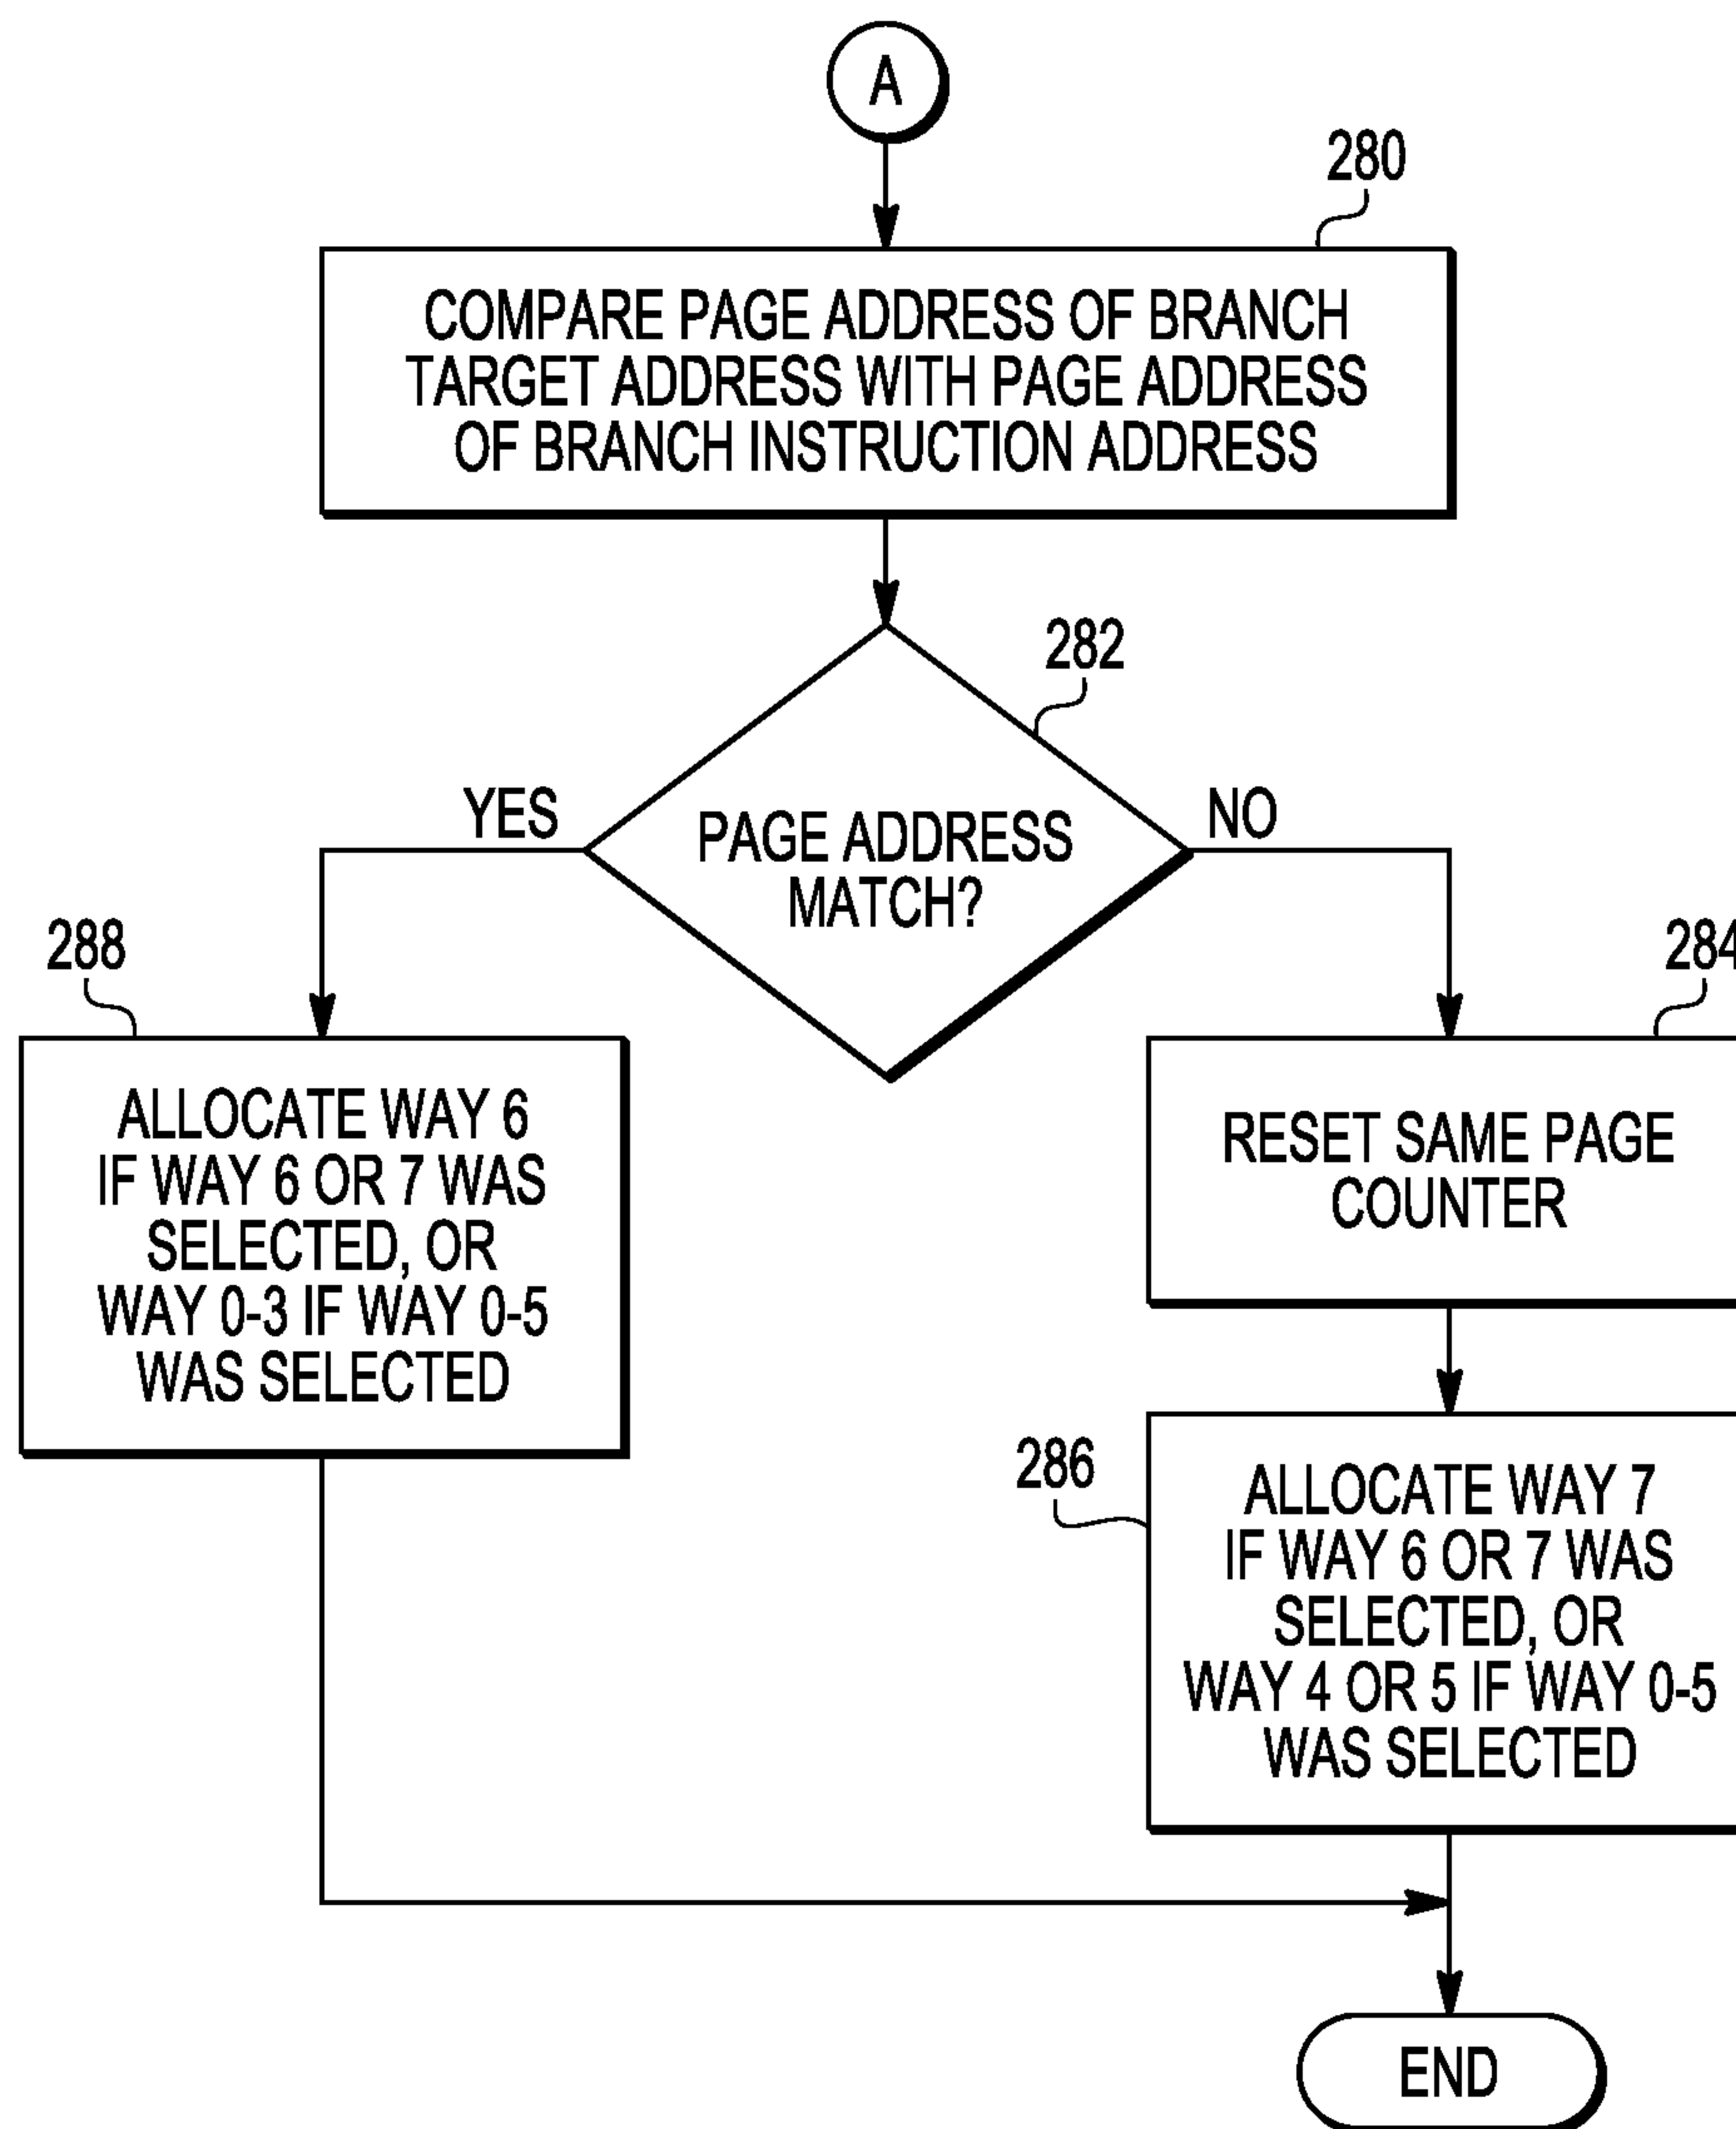 A
280
COMPARE PAGE ADDRESS OF BRANCH
TARGET ADDRESS WITH PAGE ADDRESS
OF BRANCH INSTRUCTION ADDRESS
282
YES
NO
PAGE ADDRESS
MATCH?
288
284
ALLOCATE WAY 6
IF WAY 6 OR 7 WAS
SELECTED, OR
WAY 0-3 IF WAY 0-5
WAS SELECTED
RESET SAME PAGE
COUNTER
286
ALLOCATE WAY 7
IF WAY 6 OR 7 WAS
SELECTED, OR
WAY 4 OR 5 IF WAY 0-5
WAS SELECTED
END